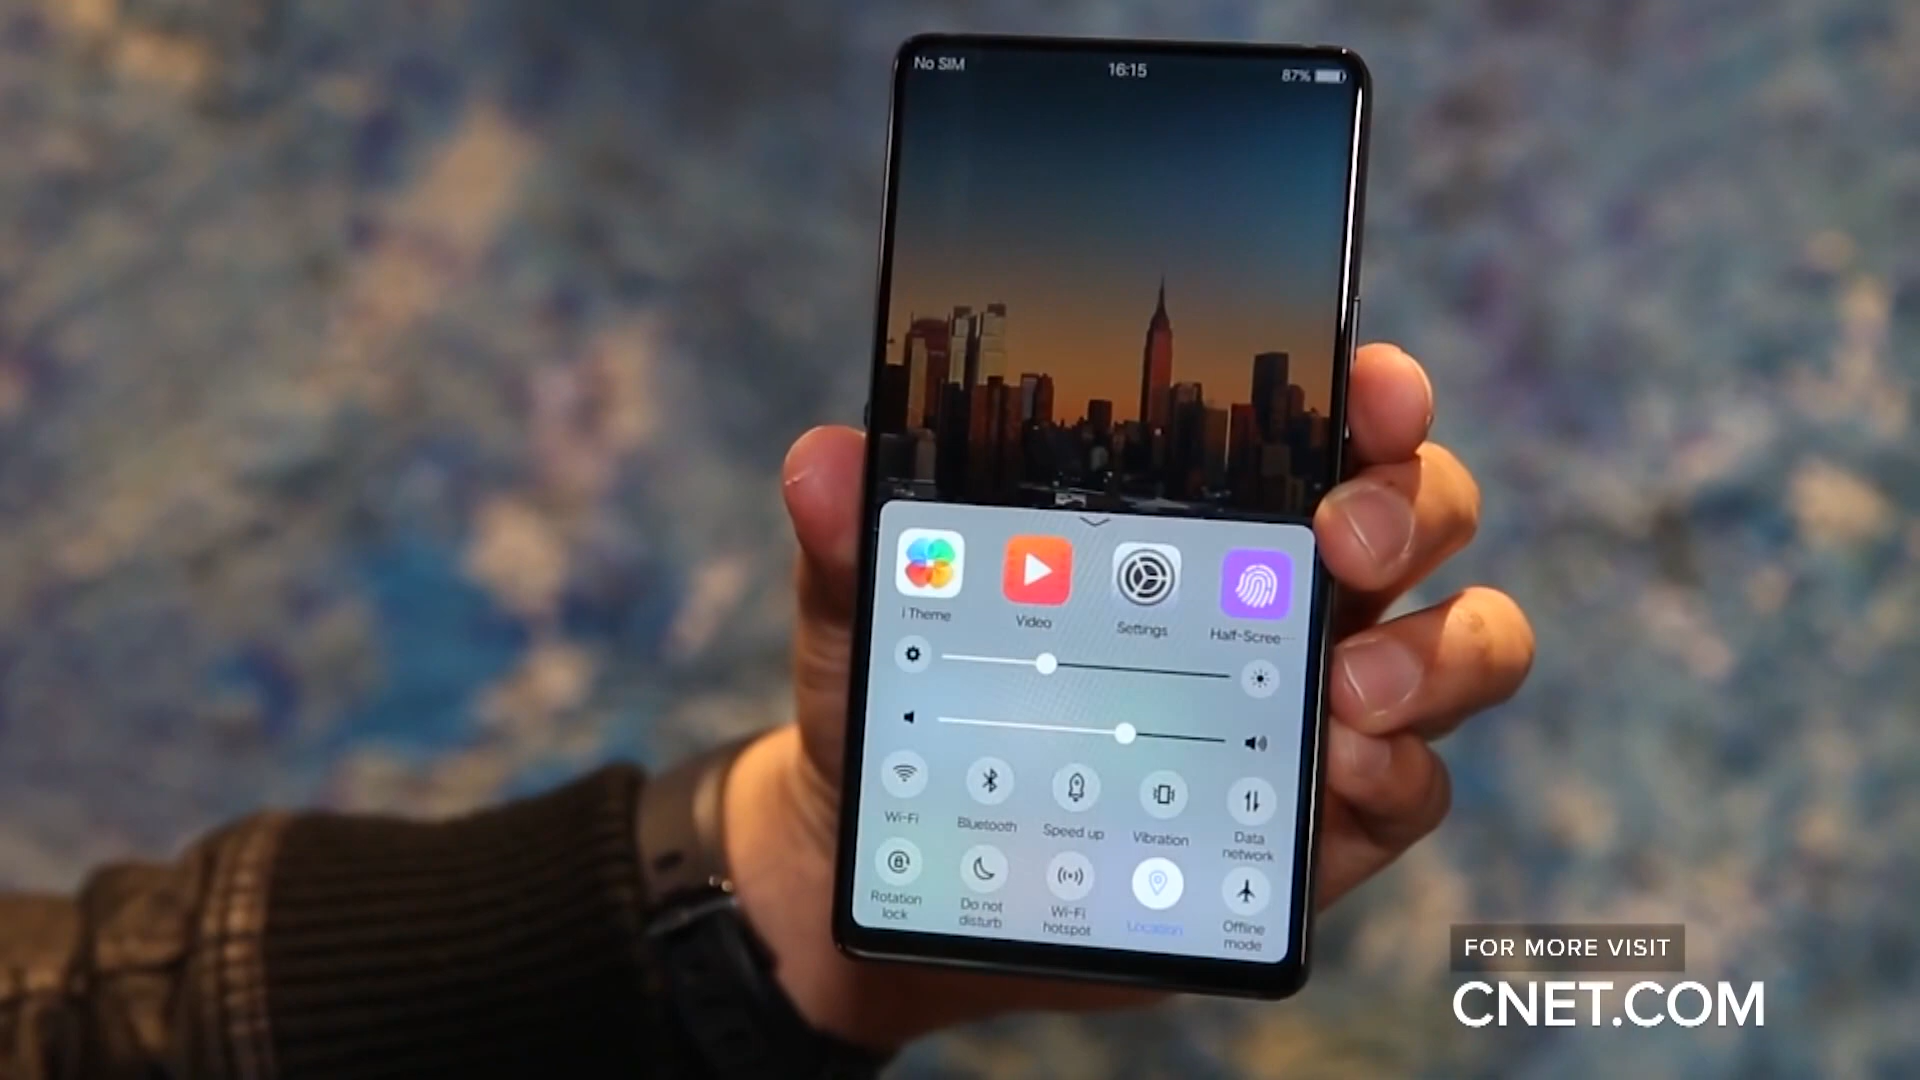 No SIM
16:15
87%
i Theme
Video
Settings
Half-Scree...
Wi-Fi
Bluetooth
Speed up
Vibration
Data
network
Rotation
lock
Do not
disturb
Wi-Fi
hotspot
Location
Offline
mode
FOR MORE VISIT
CNET.COM